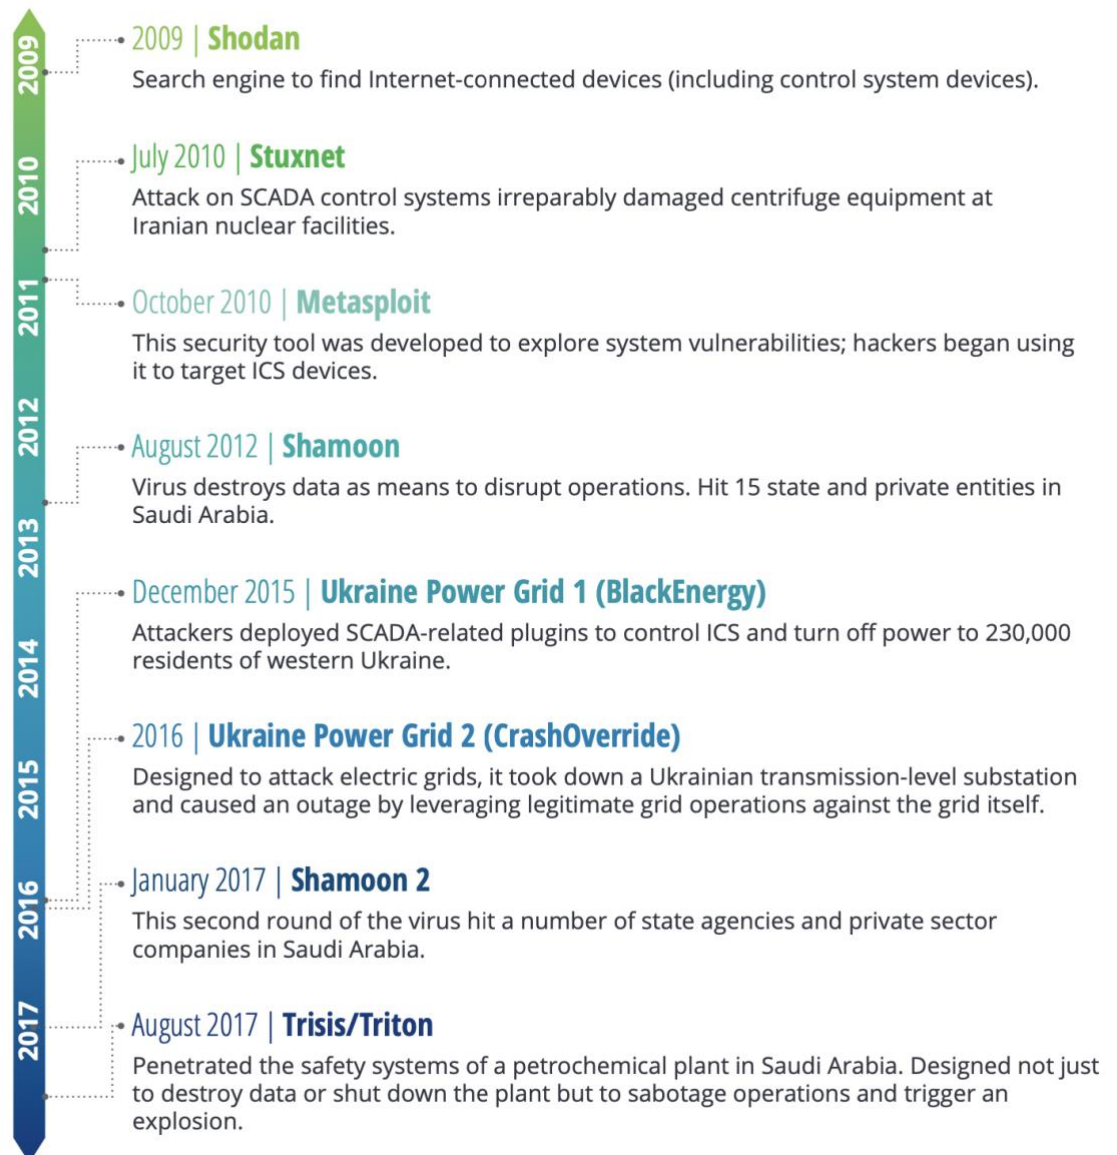 2009
2009 | Shodan
Search engine to find Internet-connected devices (including control system devices).
2010
July 2010 | Stuxnet
Attack on SCADA control systems irreparably damaged centrifuge equipment at
Iranian nuclear facilities.
2011
October 2010 | Metasploit
This security tool was developed to explore system vulnerabilities; hackers began using
it to target ICS devices.
2012
August 2012 | Shamoon
Virus destroys data as means to disrupt operations. Hit 15 state and private entities in
Saudi Arabia.
2013
December 2015 | Ukraine Power Grid 1 (BlackEnergy)
Attackers deployed SCADA-related plugins to control ICS and turn off power to 230,000
residents of western Ukraine.
2014
2016 | Ukraine Power Grid 2 (CrashOverride)
Designed to attack electric grids, it took down a Ukrainian transmission-level substation
and caused an outage by leveraging legitimate grid operations against the grid itself.
2015
January 2017 | Shamoon 2
This second round of the virus hit a number of state agencies and private sector
companies in Saudi Arabia.
2016
August 2017 | Trisis/Triton
Penetrated the safety systems of a petrochemical plant in Saudi Arabia. Designed not just
to destroy data or shut down the plant but to sabotage operations and trigger an
explosion.
2017